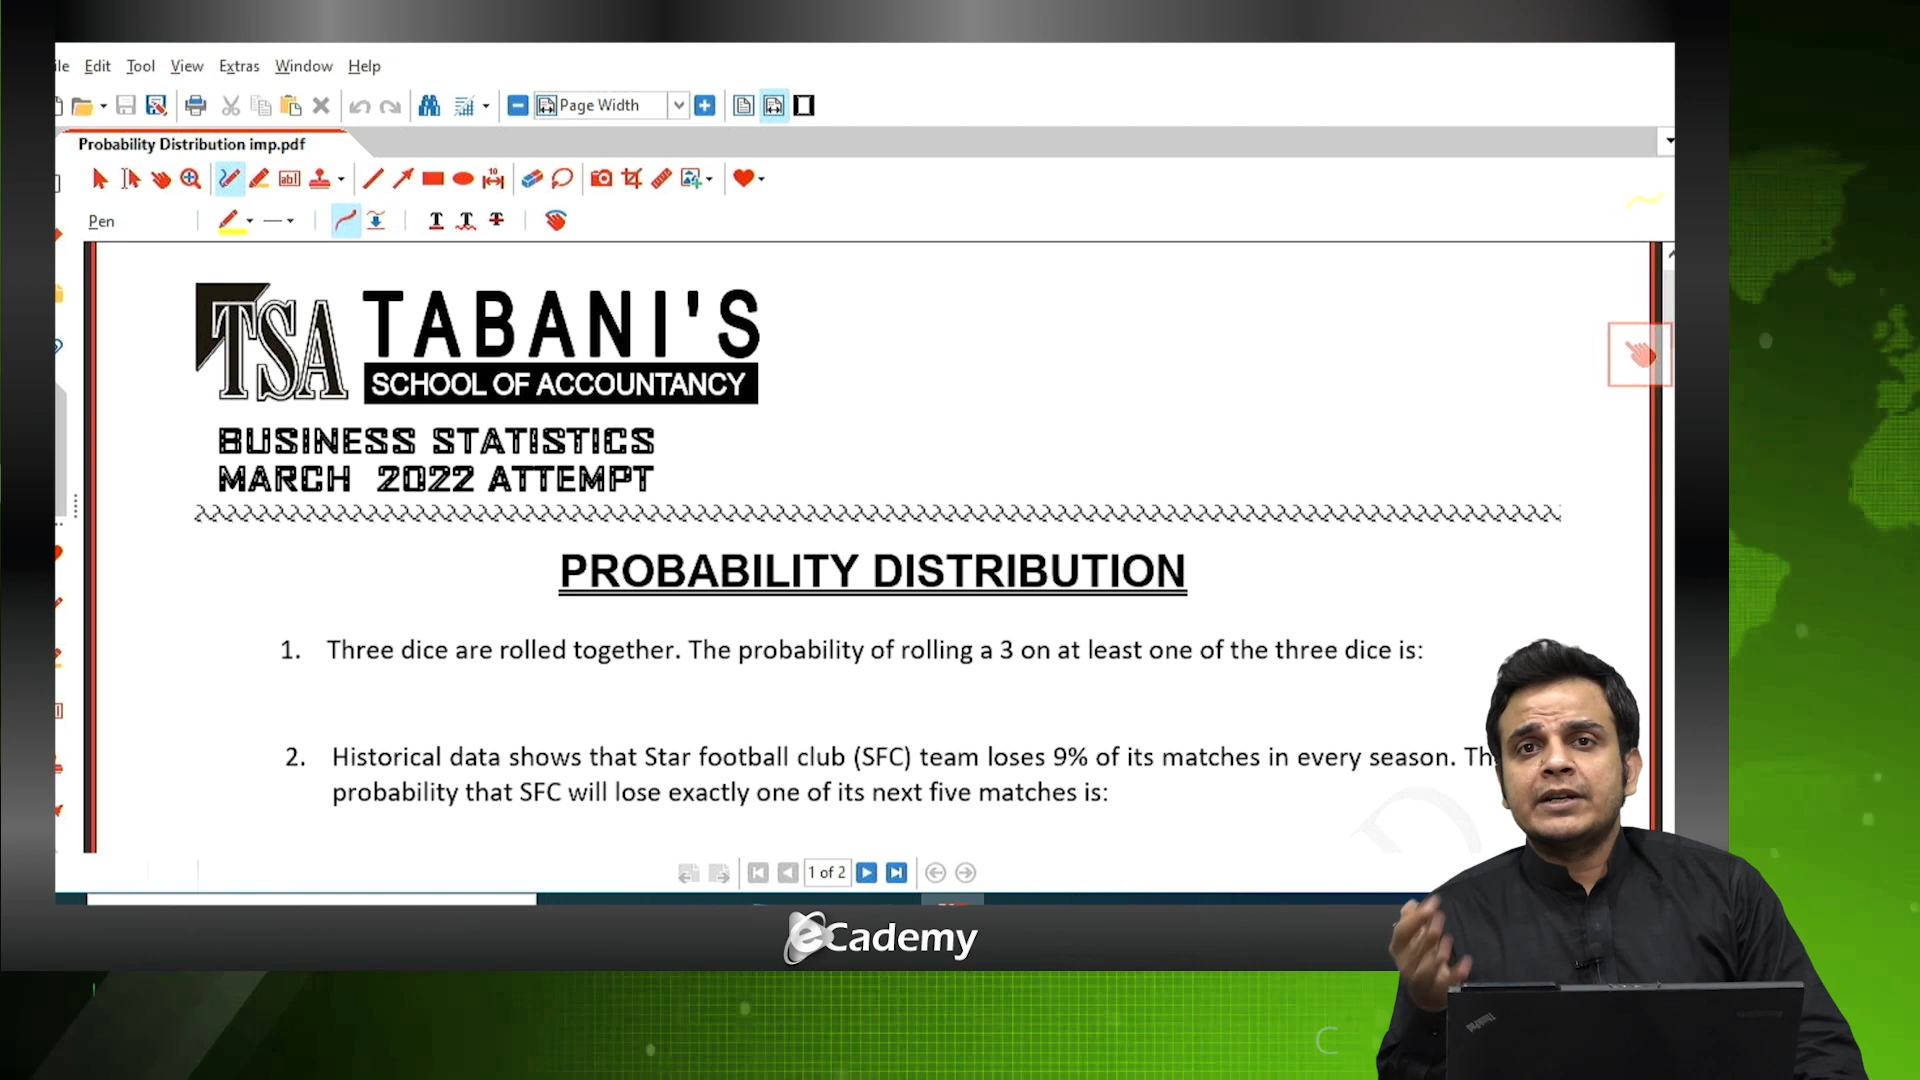 ile Edit Tool View Extras Window Help
Page Width
Probability Distribution imp.pdf
Pen
TSA TABANI'S
SCHOOL OF ACCOUNTANCY
BUSINESS STATISTICS
MARCH 2022 ATTEMPT
PROBABILITY DISTRIBUTION
1. Three dice are rolled together. The probability of rolling a 3 on at least one of the three dice is:
2. Historical data shows that Star football club (SFC) team loses 9% of its matches in every season. Th
probability that SFC will lose exactly one of its next five matches is:
1 of 2
eCademy
ThinkPad